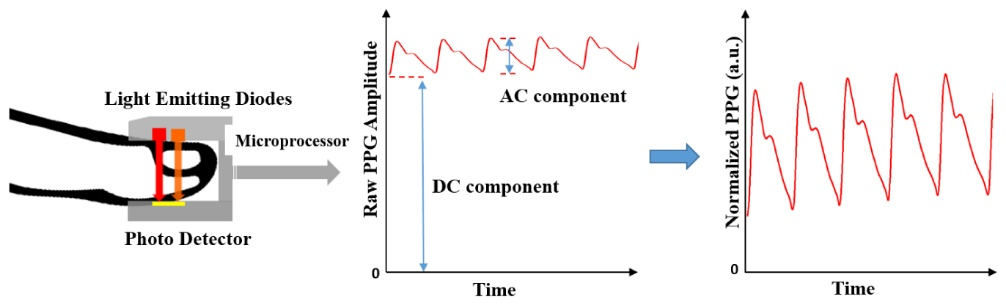 Light Emitting Diodes
Microprocessor
Photo Detector
Raw PPG Amplitude
AC component
DC component
0
Time
Normalized PPG (a.u.)
0
Time